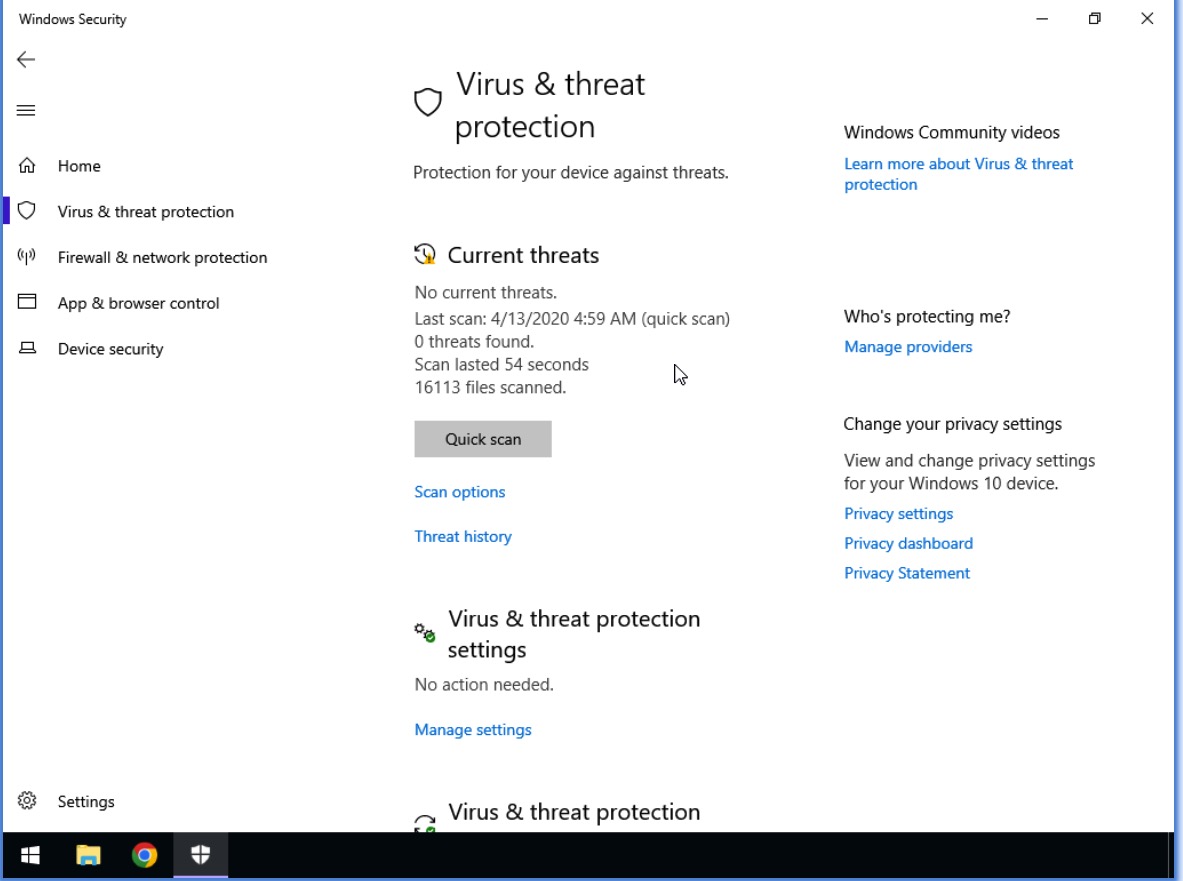 Windows Security
Home
Virus & threat protection
Firewall & network protection
App & browser control
Device security
Settings
Virus & threat
protection
Protection for your device against threats.
Current threats
No current threats.
Last scan: 4/13/2020 4:59 AM (quick scan)
0 threats found.
Scan lasted 54 seconds
16113 files scanned.
Quick scan
Scan options
Threat history
Virus & threat protection
settings
No action needed.
Manage settings
Virus & threat protection
Windows Community videos
Learn more about Virus & threat
protection
Who's protecting me?
Manage providers
Change your privacy settings
View and change privacy settings
for your Windows 10 device.
Privacy settings
Privacy dashboard
Privacy Statement